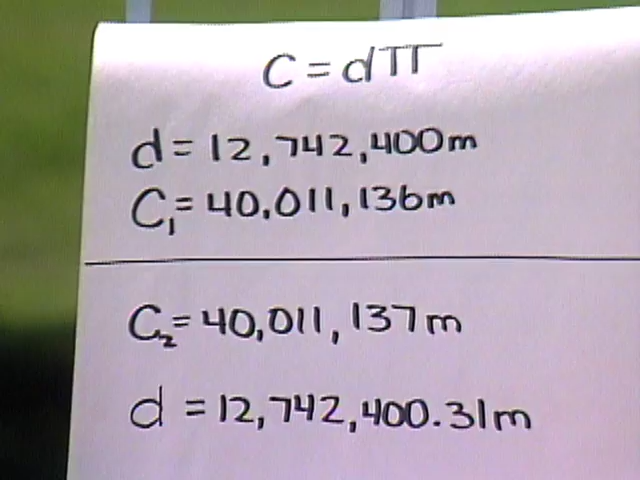 C = dπ
d = 12,742,400m
C₁ = 40,011,136m
C₂ = 40,011,137m
d = 12,742,400.31m